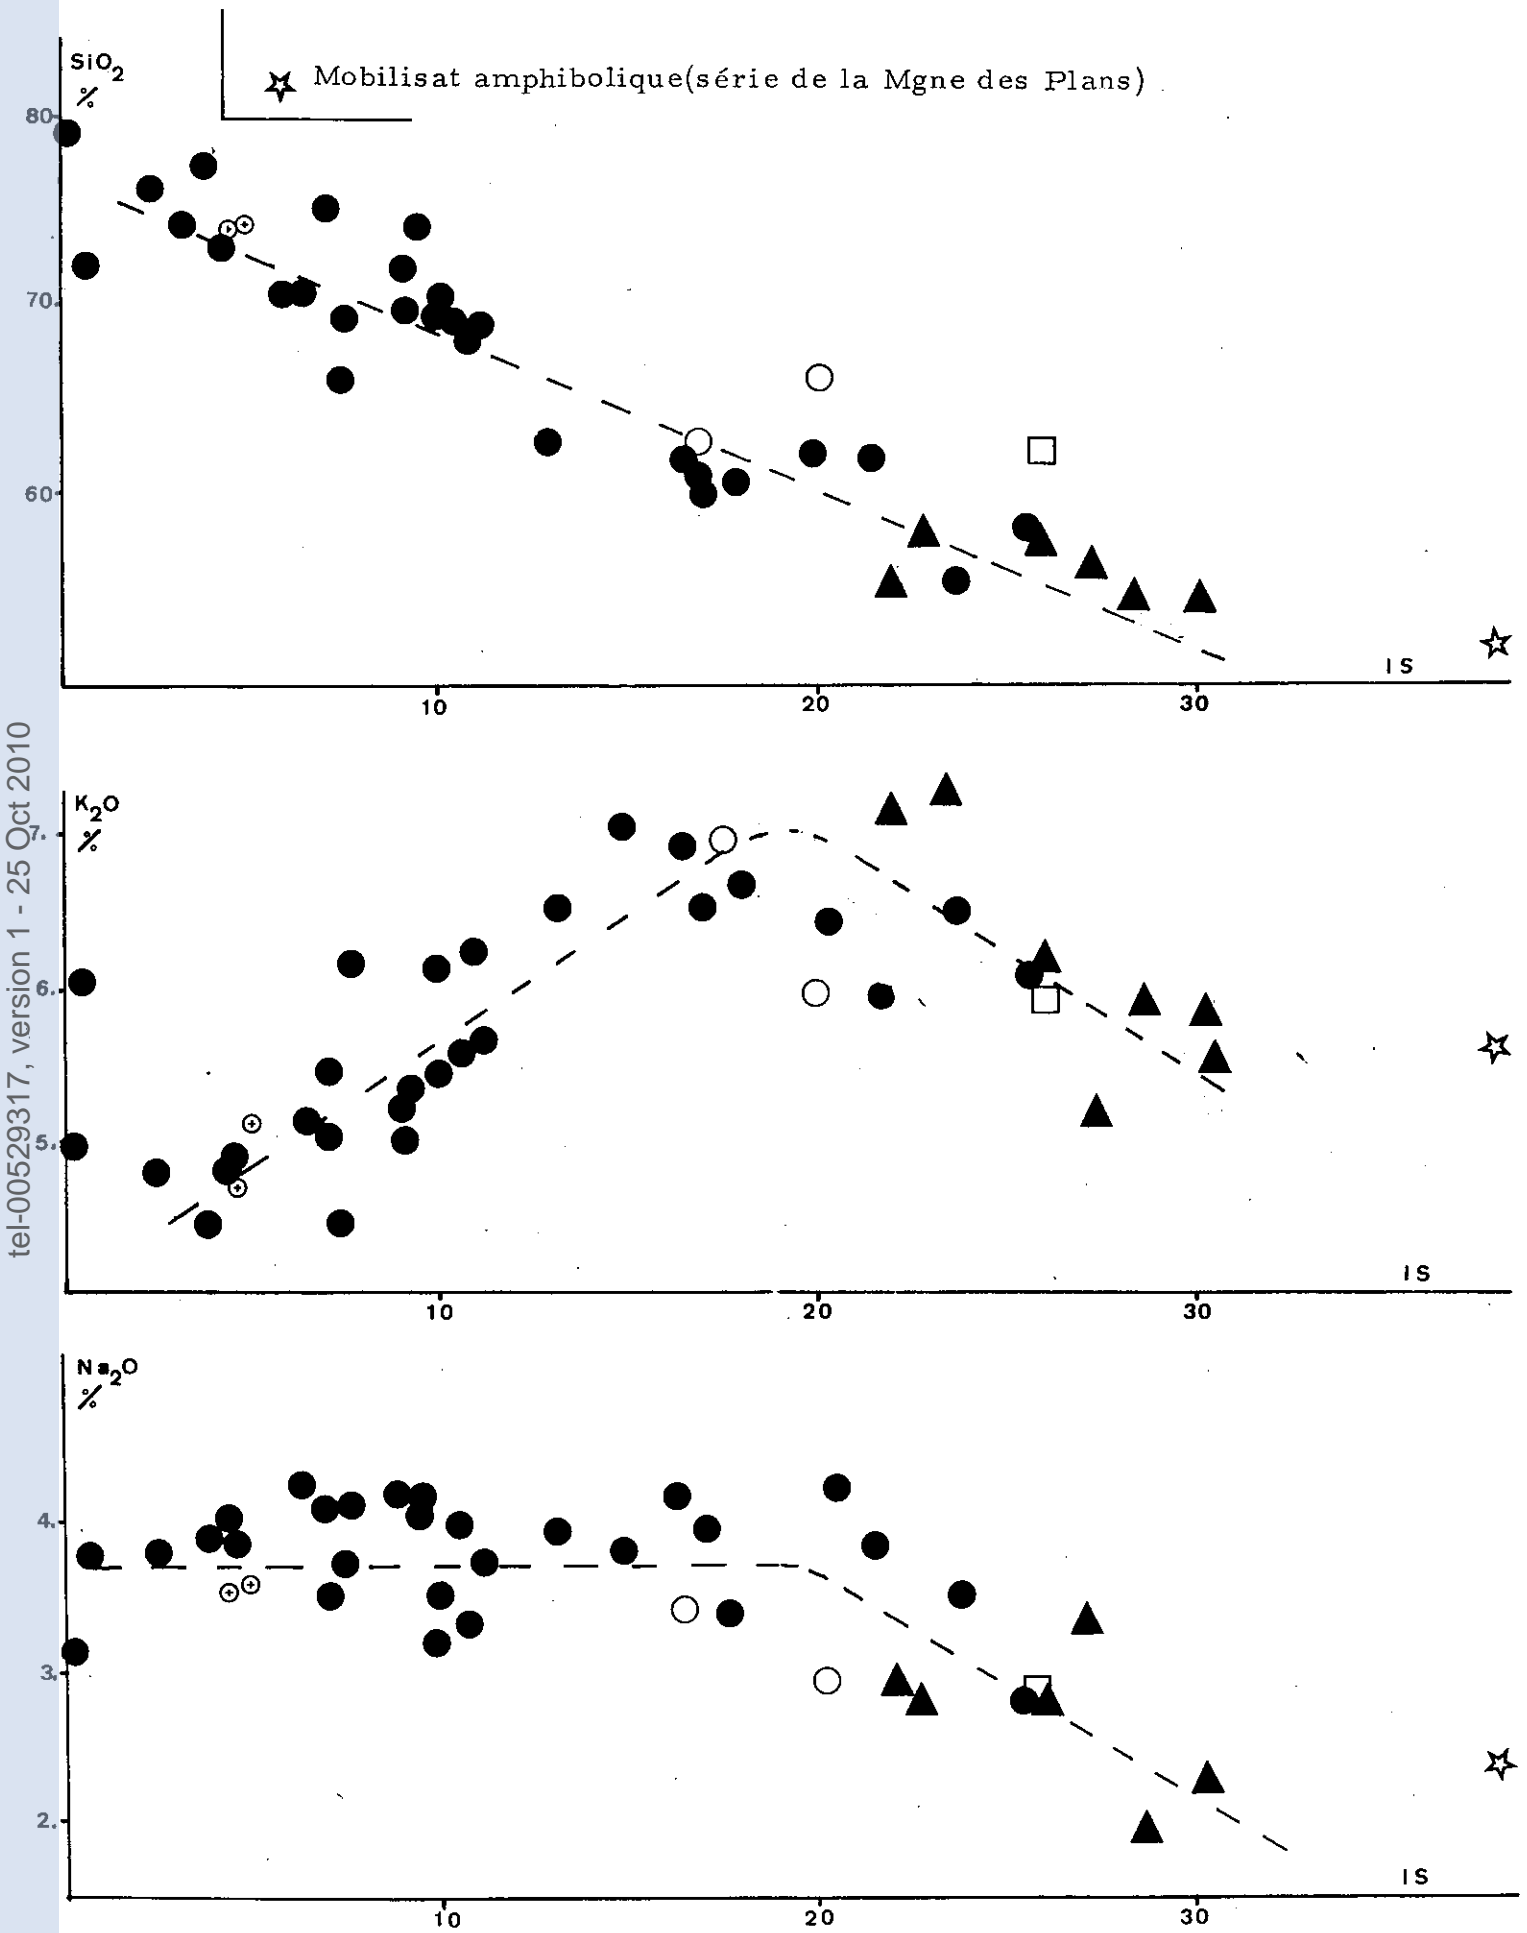 SiO2
%
☆ Mobilisat amphibolique(série de la Mgne des Plans)
80
70
60
IS
10 20 30
K2O
%
7.
6.
5.
IS
10 20 30
Na2O
%
4.
3.
2.
IS
10 20 30
tel-00529317, version 1 - 25 Oct 2010